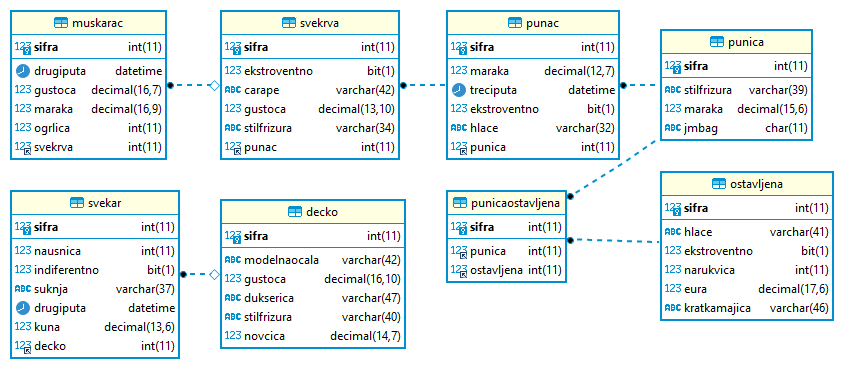 muskarac
123 sifra int(11)
drugiputa datetime
123 gustoca decimal(16,7)
123 maraka decimal(16,9)
123 ogrlica int(11)
123 svekrva int(11)
svekrva
123 sifra int(11)
123 ekstroventno bit(1)
ABC carape varchar(42)
123 gustoca decimal(13,10)
ABC stilfrizura varchar(34)
123 punac int(11)
punac
123 sifra int(11)
123 maraka decimal(12,7)
treciputa datetime
123 ekstroventno bit(1)
ABC hlace varchar(32)
123 punica int(11)
punica
123 sifra int(11)
ABC stilfrizura varchar(39)
123 maraka decimal(15,6)
ABC jmbag char(11)
svekar
123 sifra int(11)
123 nausnica int(11)
123 indiferentno bit(1)
ABC suknja varchar(37)
drugiputa datetime
123 kuna decimal(13,6)
123 decko int(11)
decko
123 sifra int(11)
ABC modelnaocala varchar(42)
123 gustoca decimal(16,10)
ABC dukserica varchar(47)
ABC stilfrizura varchar(40)
123 novcica decimal(14,7)
punicaostavljena
123 sifra int(11)
123 punica int(11)
123 ostavljena int(11)
ostavljena
123 sifra int(11)
ABC hlace varchar(41)
123 ekstroventno bit(1)
123 narukvica int(11)
123 eura decimal(17,6)
ABC kratkamajica varchar(46)